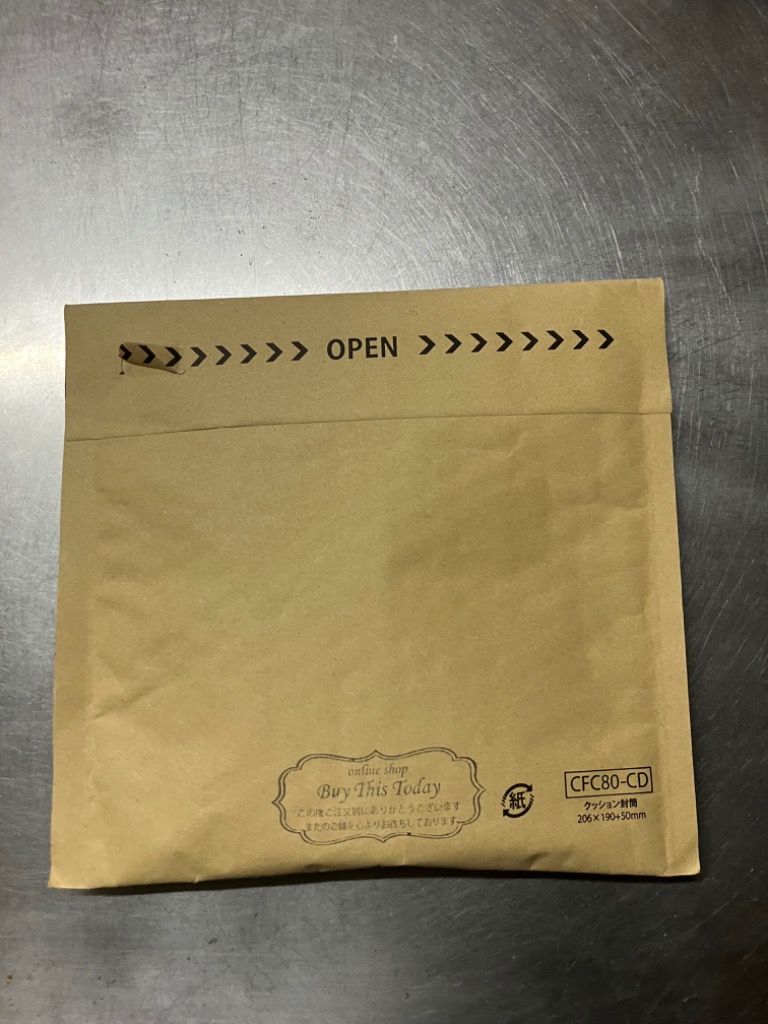 OPEN
online shop
Buy This Today
この度ご注文誠にありがとうございます
またのご縁を心よりお待ちしております
紙
CFC80-CD
クッション封筒
206×190+50mm